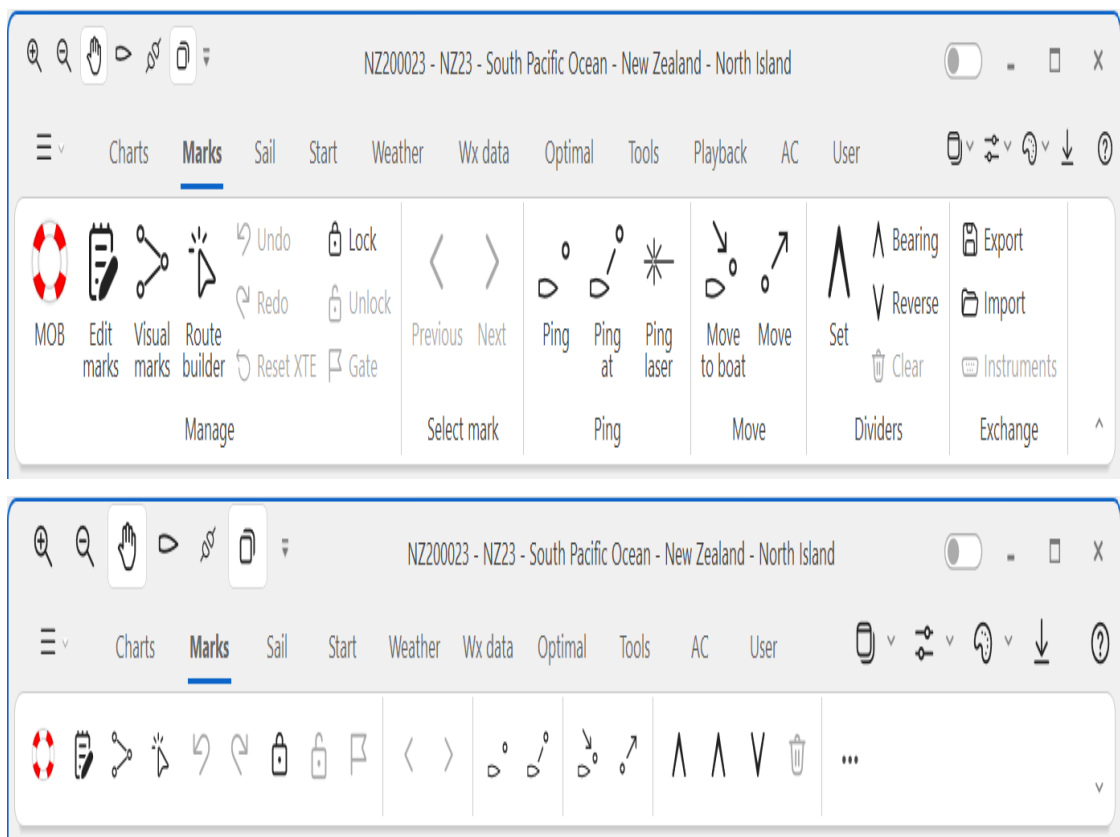 NZ200023 - NZ23 - South Pacific Ocean - New Zealand - North Island
Charts Marks Sail Start Weather Wx data Optimal Tools Playback AC User
MOB
Edit marks
Visual marks
Route builder
Undo
Redo
Reset XTE
Lock
Unlock
Gate
Manage
Previous
Next
Select mark
Ping
Ping at
Ping laser
Ping
Move to boat
Move
Move
Set
Bearing
Reverse
Clear
Dividers
Export
Import
Instruments
Exchange
NZ200023 - NZ23 - South Pacific Ocean - New Zealand - North Island
Charts Marks Sail Start Weather Wx data Optimal Tools AC User